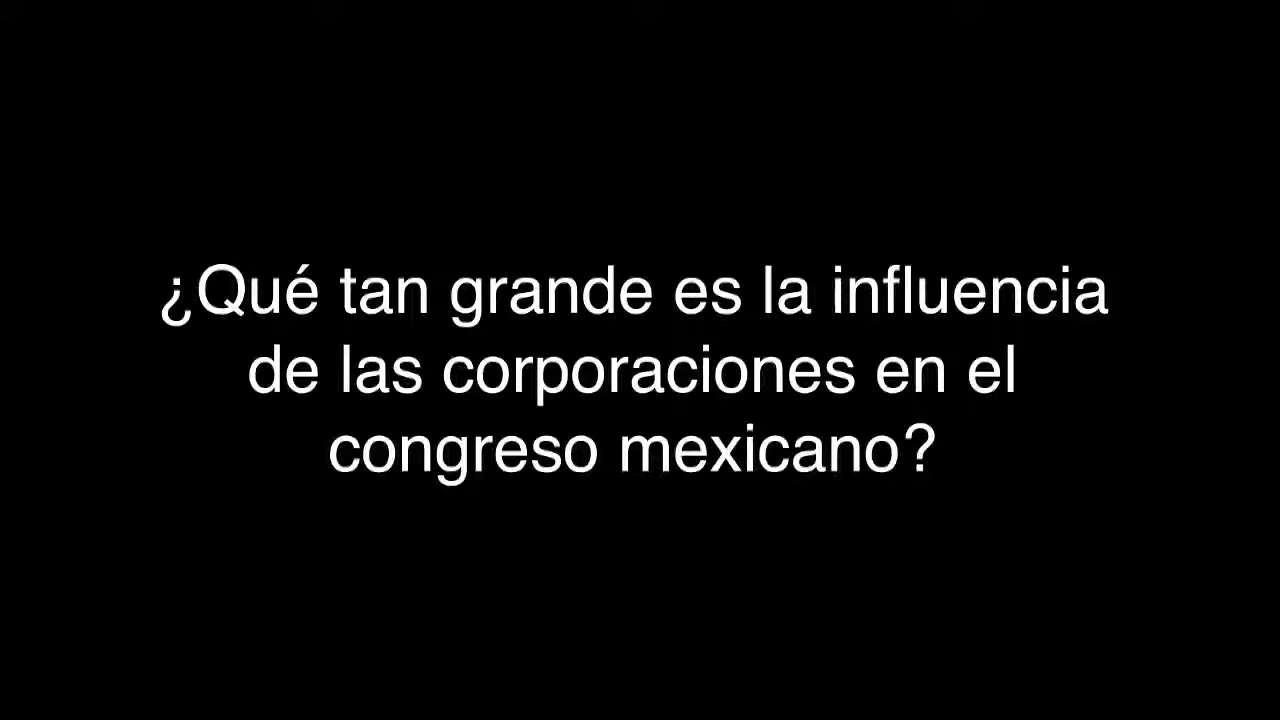 ¿Qué tan grande es la influencia
de las corporaciones en el
congreso mexicano?